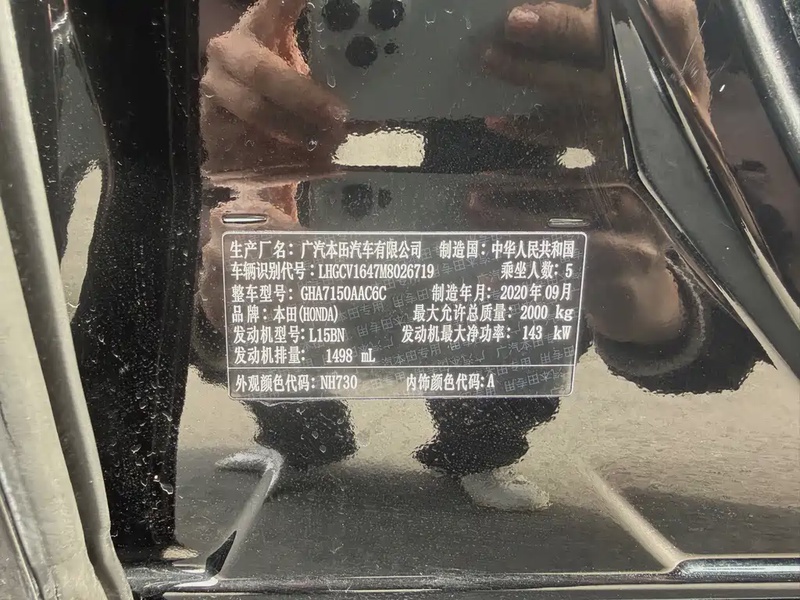 生产厂名：广汽本田汽车有限公司 制造国：中华人民共和国
车辆识别代号：LHGCV1647M8026719 乘坐人数：5
整车型号：GHA7150AAC6C 制造年月：2020年09月
品牌：本田(HONDA) 最大允许总质量：2000 kg
发动机型号：L15BN 发动机最大净功率：143 kW
发动机排量：1498 mL
外观颜色代码：NH730 内饰颜色代码：A